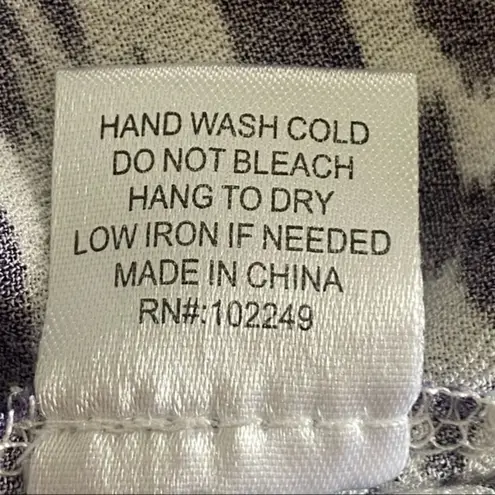 HAND WASH COLD
DO NOT BLEACH
HANG TO DRY
LOW IRON IF NEEDED
MADE IN CHINA
RN#:102249